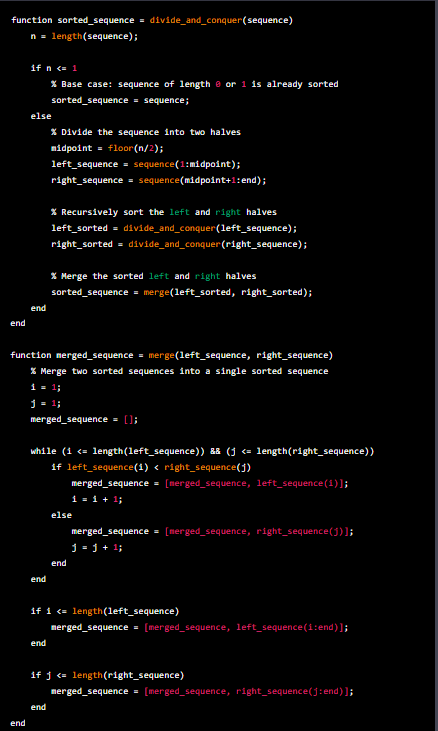 function sorted_sequence = divide_and_conquer(sequence)
    n = length(sequence);

    if n <= 1
        % Base case: sequence of length 0 or 1 is already sorted
        sorted_sequence = sequence;
    else
        % Divide the sequence into two halves
        midpoint = floor(n/2);
        left_sequence = sequence(1:midpoint);
        right_sequence = sequence(midpoint+1:end);

        % Recursively sort the left and right halves
        left_sorted = divide_and_conquer(left_sequence);
        right_sorted = divide_and_conquer(right_sequence);

        % Merge the sorted left and right halves
        sorted_sequence = merge(left_sorted, right_sorted);
    end
end

function merged_sequence = merge(left_sequence, right_sequence)
    % Merge two sorted sequences into a single sorted sequence
    i = 1;
    j = 1;
    merged_sequence = [];

    while (i <= length(left_sequence)) && (j <= length(right_sequence))
        if left_sequence(i) < right_sequence(j)
            merged_sequence = [merged_sequence, left_sequence(i)];
            i = i + 1;
        else
            merged_sequence = [merged_sequence, right_sequence(j)];
            j = j + 1;
        end
    end

    if i <= length(left_sequence)
        merged_sequence = [merged_sequence, left_sequence(i:end)];
    end

    if j <= length(right_sequence)
        merged_sequence = [merged_sequence, right_sequence(j:end)];
    end
end